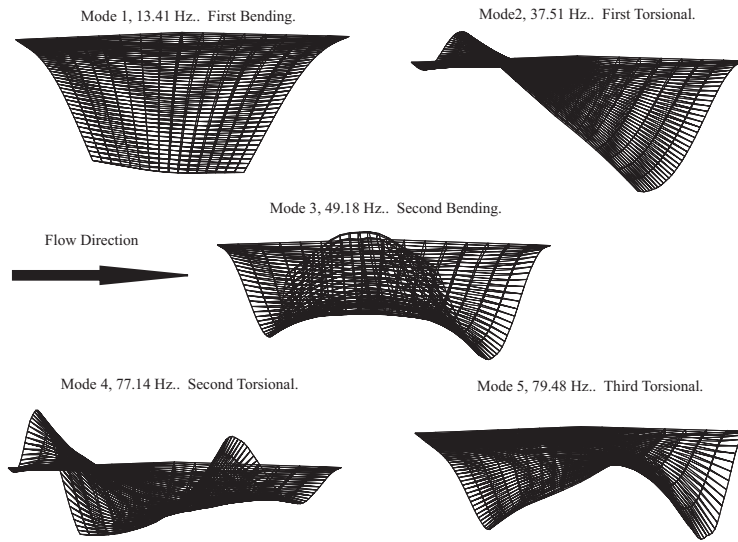 Mode 1, 13.41 Hz.. First Bending.
Mode2, 37.51 Hz.. First Torsional.
Mode 3, 49.18 Hz.. Second Bending.
Flow Direction
Mode 4, 77.14 Hz.. Second Torsional.
Mode 5, 79.48 Hz.. Third Torsional.